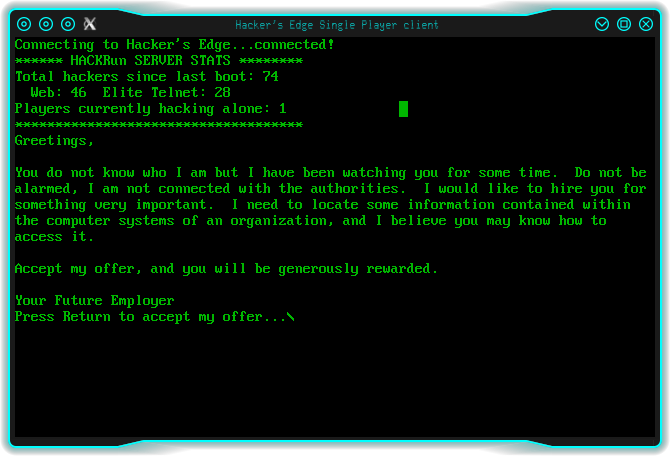 Hacker's Edge Single Player client
Connecting to Hacker's Edge...connected!
****** HACKRun SERVER STATS ********
Total hackers since last boot: 74
  Web: 46  Elite Telnet: 28
Players currently hacking alone: 1
************************************
Greetings,

You do not know who I am but I have been watching you for some time.  Do not be
alarmed, I am not connected with the authorities.  I would like to hire you for
something very important.  I need to locate some information contained within
the computer systems of an organization, and I believe you may know how to
access it.

Accept my offer, and you will be generously rewarded.

Your Future Employer
Press Return to accept my offer...\